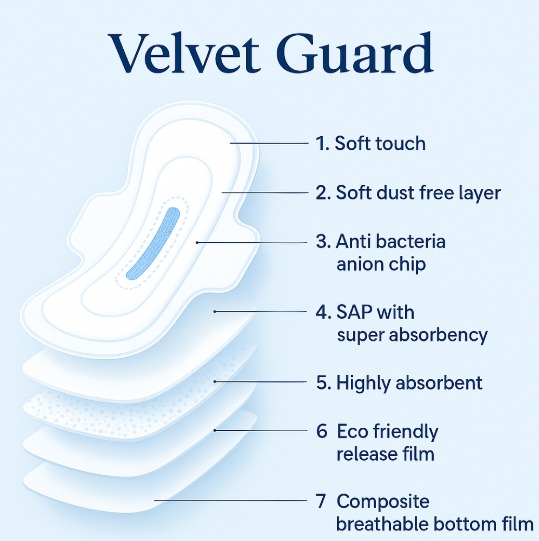 Velvet Guard
1. Soft touch
2. Soft dust free layer
3. Anti bacteria
anion chip
4. SAP with
super absorbency
5. Highly absorbent
6 Eco friendly
release film
7 Composite
breathable bottom film